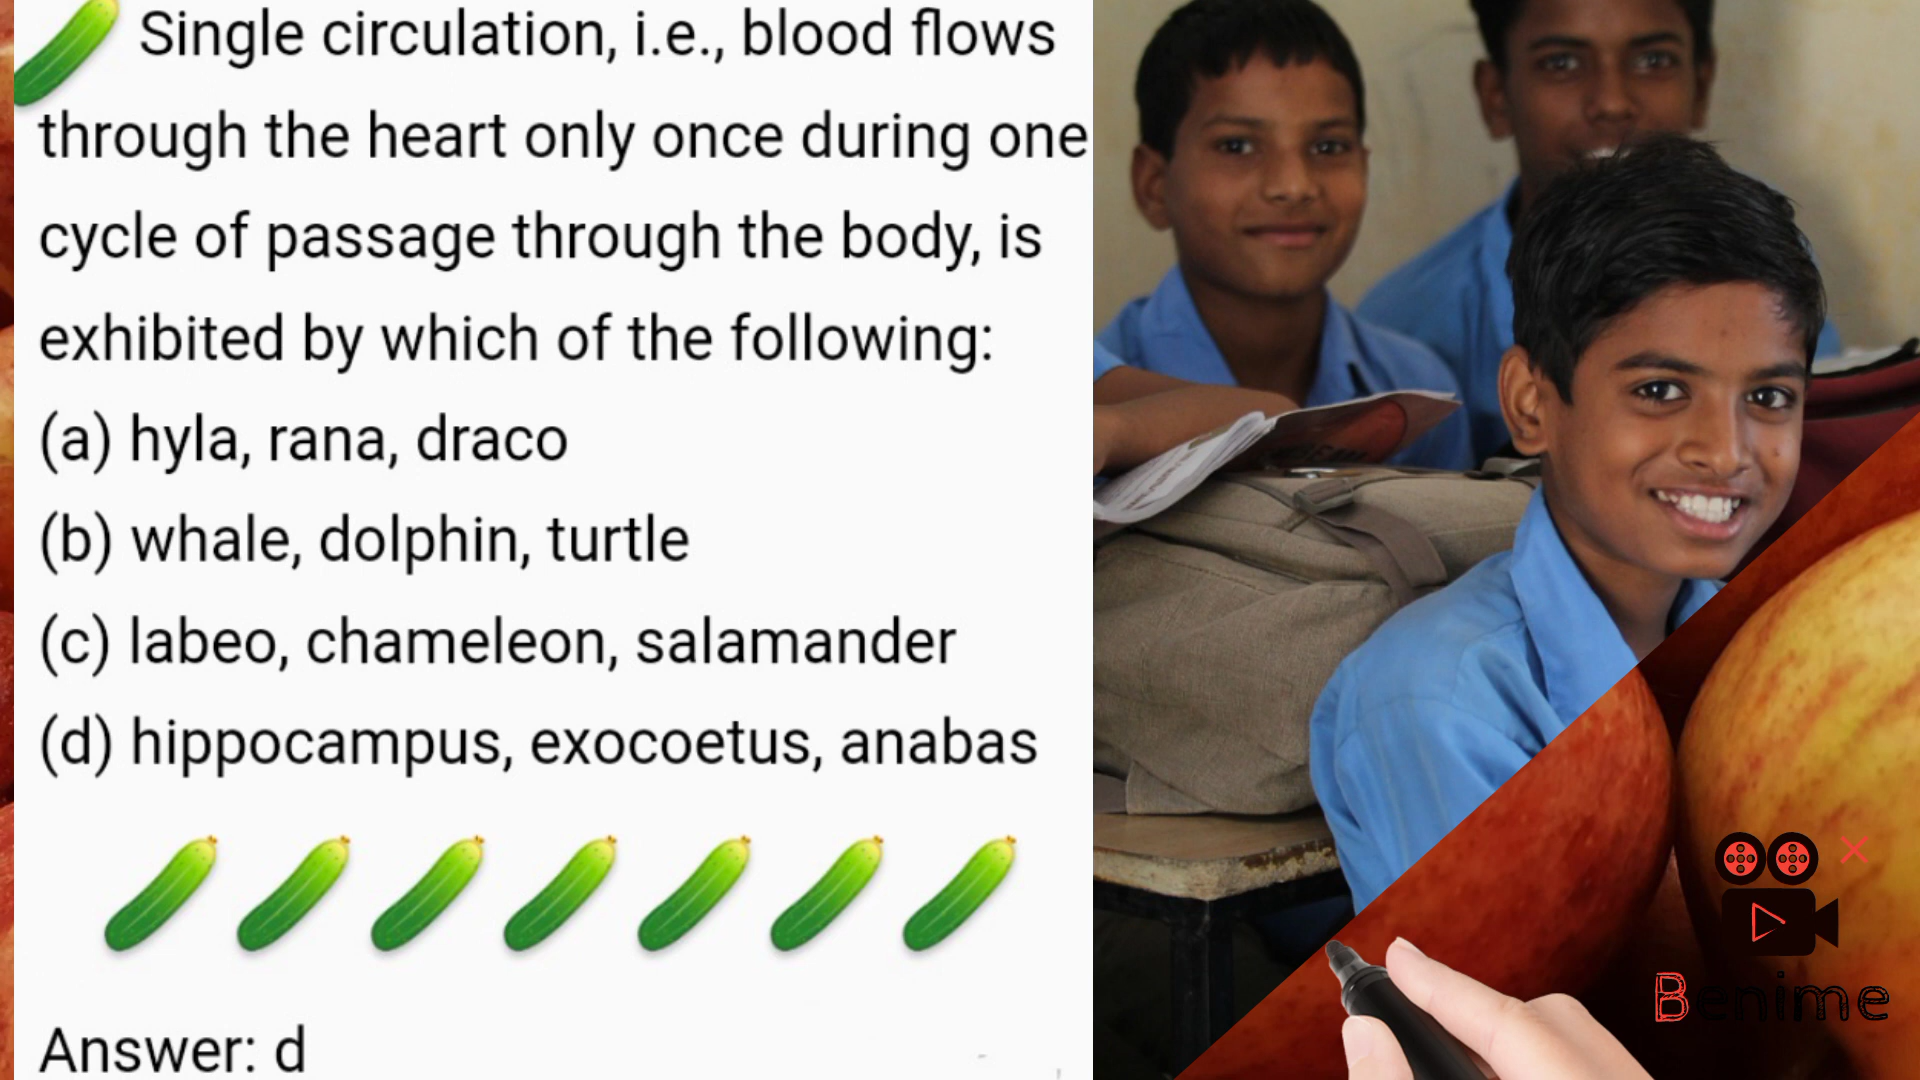 Single circulation, i.e., blood flows
through the heart only once during one
cycle of passage through the body, is
exhibited by which of the following:
(a) hyla, rana, draco
(b) whale, dolphin, turtle
(c) labeo, chameleon, salamander
(d) hippocampus, exocoetus, anabas
Answer: d
Benime